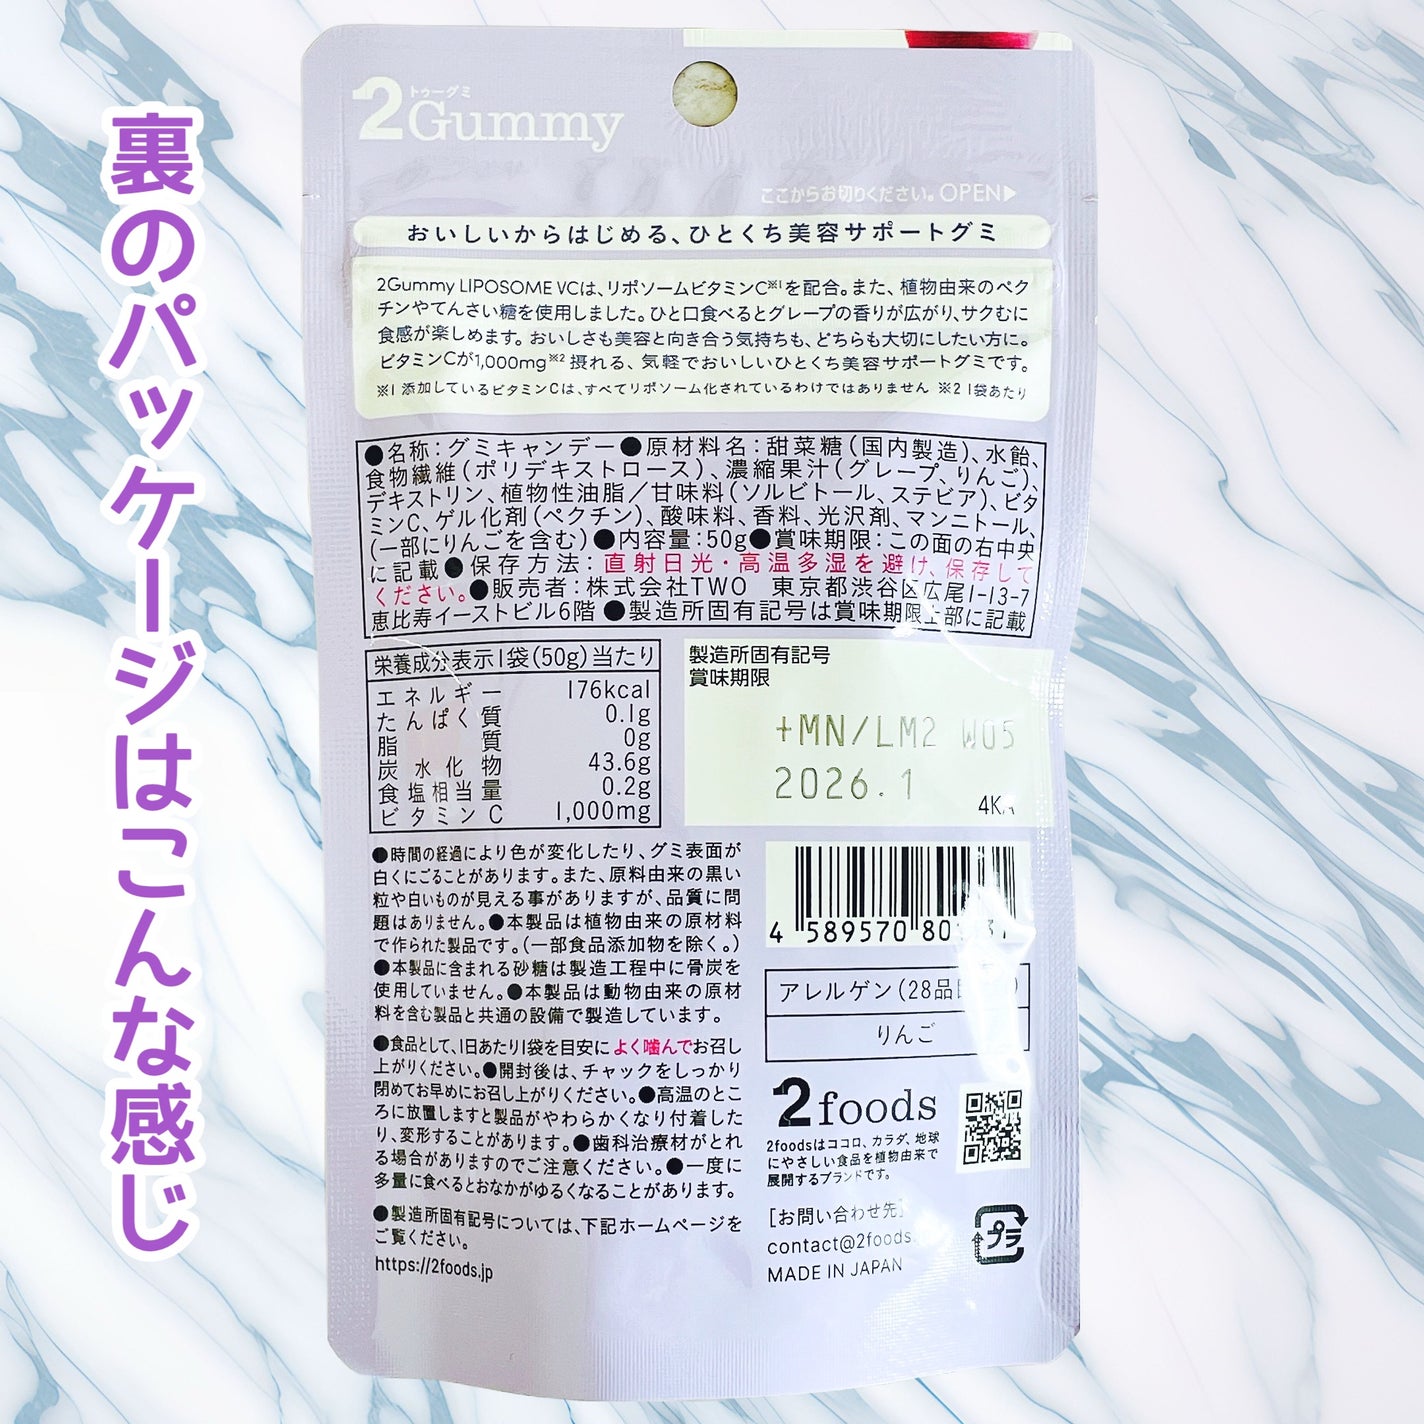 裏のパッケージはこんな感じ
トゥーグミ
2Gummy
ここからお切りください。OPEN▶
おいしいからはじめる、ひとくち美容サポートグミ
2Gummy LIPOSOME VCは、リポソームビタミンC※1を配合。また、植物由来のペク
チンやてんさい糖を使用しました。ひと口食べるとグレープの香りが広がり、サクむに
食感が楽しめます。おいしさも美容と向き合う気持ちも、どちらも大切にしたい方に。
ビタミンCが1,000mg※2摂れる、気軽でおいしいひとくち美容サポートグミです。
※1 添加しているビタミンCは、すべてリポソーム化されているわけではありません ※2 1袋あたり
●名称：グミキャンデー●原材料名：甜菜糖（国内製造）、水飴、
食物繊維（ポリデキストロース）、濃縮果汁（グレープ、りんご）、
デキストリン、植物性油脂／甘味料（ソルビトール、ステビア）、ビタ
ミンC、ゲル化剤（ペクチン）、酸味料、香料、光沢剤、マンニトール、
（一部にりんごを含む）●内容量：50g●賞味期限：この面の右中央
に記載●保存方法：直射日光・高温多湿を避け、保存して
ください。●販売者：株式会社TWO 東京都渋谷区広尾1-13-7
恵比寿イーストビル6階 ●製造所固有記号は賞味期限上部に記載
栄養成分表示1袋(50g)当たり
エネルギー 176kcal
たんぱく質 0.1g
脂質 0g
炭水化物 43.6g
食塩相当量 0.2g
ビタミンC 1,000mg
製造所固有記号
賞味期限
+MN/LM2 W05
2026.1
●時間の経過により色が変化したり、グミ表面が
白くにごることがあります。また、原料由来の黒い
粒や白いものが見える事がありますが、品質に問
題はありません。●本製品は植物由来の原材料
で作られた製品です。（一部食品添加物を除く。）
●本製品に含まれる砂糖は製造工程中に骨炭を
使用していません。●本製品は動物由来の原材
料を含む製品と共通の設備で製造しています。
●食品として、1日あたり1袋を目安によく噛んでお召し
上がりください。●開封後は、チャックをしっかり
閉めてお早めにお召し上がりください。●高温のとこ
ろに放置しますと製品がやわらかくなり付着した
り、変形することがあります。●歯科治療材がとれ
る場合がありますのでご注意ください。●一度に
多量に食べるとおなかがゆるくなることがあります。
●製造所固有記号については、下記ホームページを
ご覧ください。
https://2foods.jp
4 589570 80
アレルゲン（28品目
りんご
2foods
2foodsはココロ、カラダ、地球
にやさしい食品を植物由来で
展開するブランドです。
［お問い合わせ先］
contact@2foods.
MADE IN JAPAN
プラ